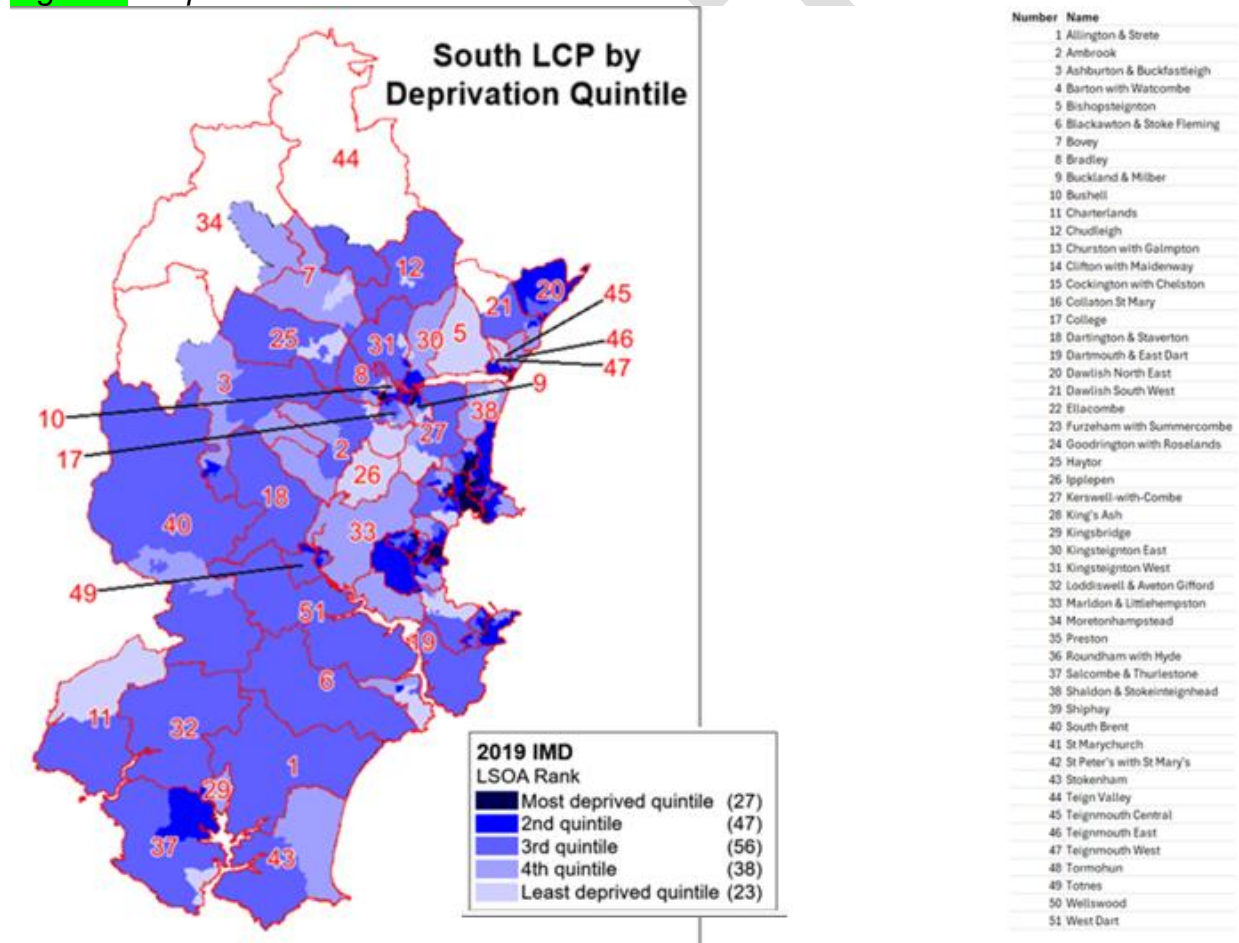 South LCP by
Deprivation Quintile
44
34
7
12
20
45
21
46
47
25
31
30
5
8
9
3
38
10
27
2
17
26
18
40
33
49
51
19
6
11
32
1
29
37
43
2019 IMD
LSOA Rank
Most deprived quintile (27)
2nd quintile (47)
3rd quintile (56)
4th quintile (38)
Least deprived quintile (23)
Number Name
1 Allington & Strete
2 Ambrook
3 Ashburton & Buckfastleigh
4 Barton with Watcombe
5 Bishopsteignton
6 Blackawton & Stoke Fleming
7 Bovey
8 Bradley
9 Buckland & Milber
10 Bushell
11 Charterlands
12 Chudleigh
13 Churston with Galmpton
14 Clifton with Maidenway
15 Cockington with Chelston
16 Collaton St Mary
17 College
18 Dartington & Staverton
19 Dartmouth & East Dart
20 Dawlish North East
21 Dawlish South West
22 Ellacombe
23 Furzeham with Summercombe
24 Goodrington with Roselands
25 Haytor
26 Ipplepen
27 Kerswell-with-Combe
28 King's Ash
29 Kingsbridge
30 Kingsteignton East
31 Kingsteignton West
32 Loddiswell & Aveton Gifford
33 Marldon & Littlehempston
34 Moretonhampstead
35 Preston
36 Roundham with Hyde
37 Salcombe & Thurlestone
38 Shaldon & Stokeinteignhead
39 Shiphay
40 South Brent
41 St Marychurch
42 St Peter's with St Mary's
43 Stokenham
44 Teign Valley
45 Teignmouth Central
46 Teignmouth East
47 Teignmouth West
48 Tormohun
49 Totnes
50 Wellswood
51 West Dart